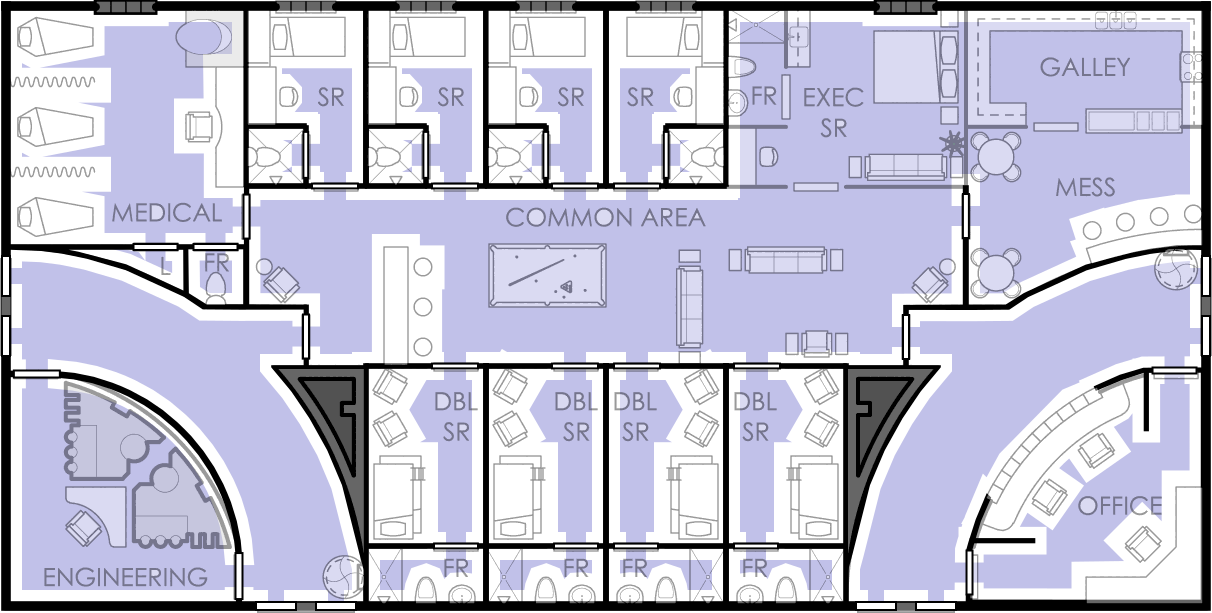 GALLEY
SR
SR
SR
SR
FR
EXEC
SR
MESS
MEDICAL
COMMON AREA
L
FR
DBL
SR
DBL
SR
DBL
SR
DBL
SR
OFFICE
FR
FR
FR
FR
ENGINEERING